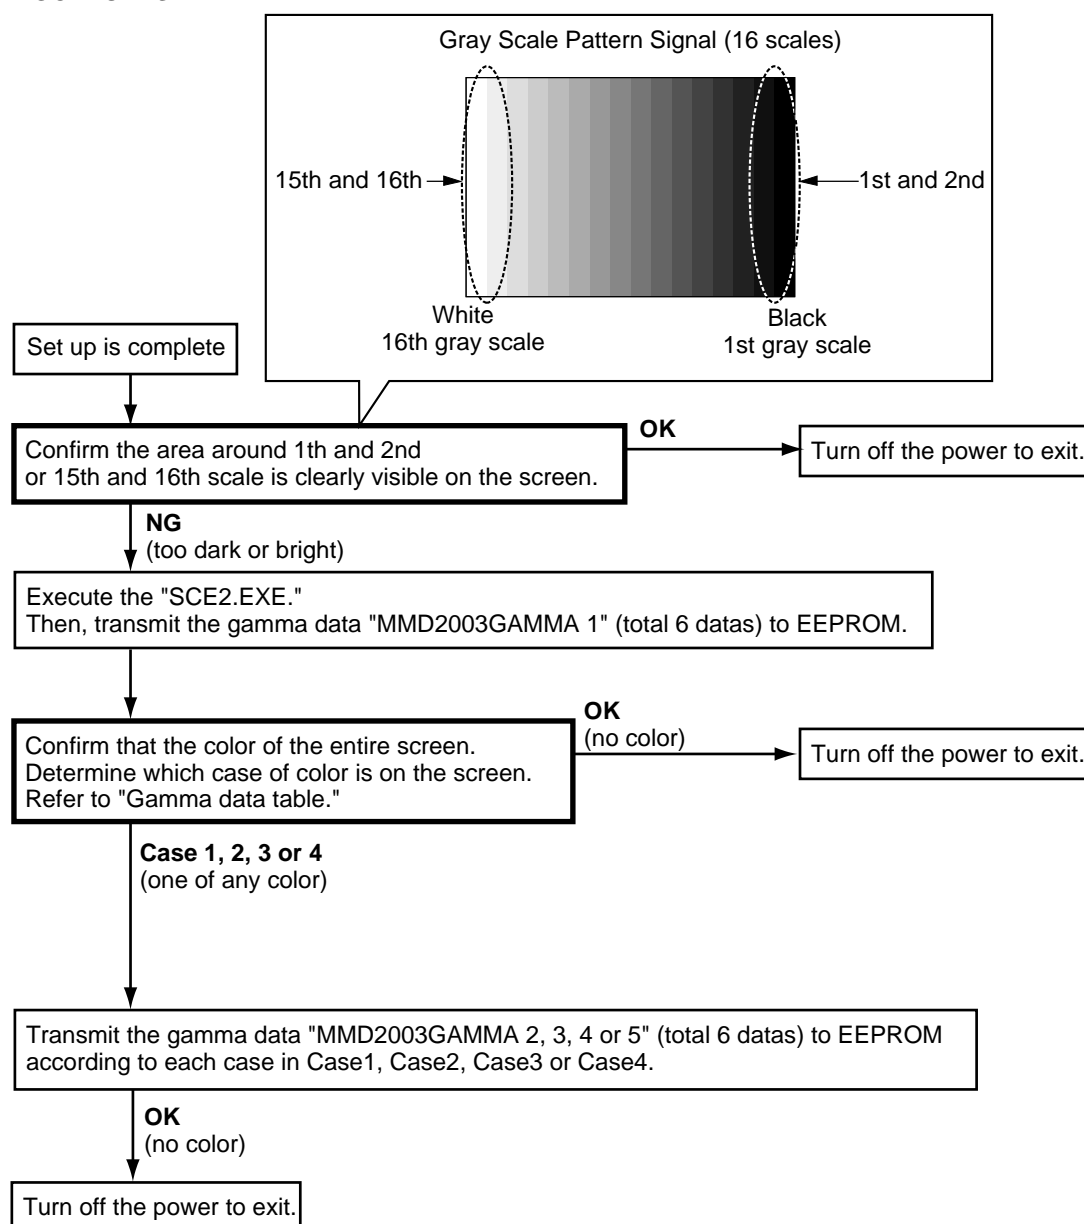 Gray Scale Pattern Signal (16 scales)
15th and 16th
1st and 2nd
White
16th gray scale
Black
1st gray scale
Set up is complete
Confirm the area around 1th and 2nd
or 15th and 16th scale is clearly visible on the screen.
OK
Turn off the power to exit.
NG
(too dark or bright)
Execute the "SCE2.EXE."
Then, transmit the gamma data "MMD2003GAMMA 1" (total 6 datas) to EEPROM.
Confirm that the color of the entire screen.
Determine which case of color is on the screen.
Refer to "Gamma data table."
OK
(no color)
Turn off the power to exit.
Case 1, 2, 3 or 4
(one of any color)
Transmit the gamma data "MMD2003GAMMA 2, 3, 4 or 5" (total 6 datas) to EEPROM
according to each case in Case1, Case2, Case3 or Case4.
OK
(no color)
Turn off the power to exit.